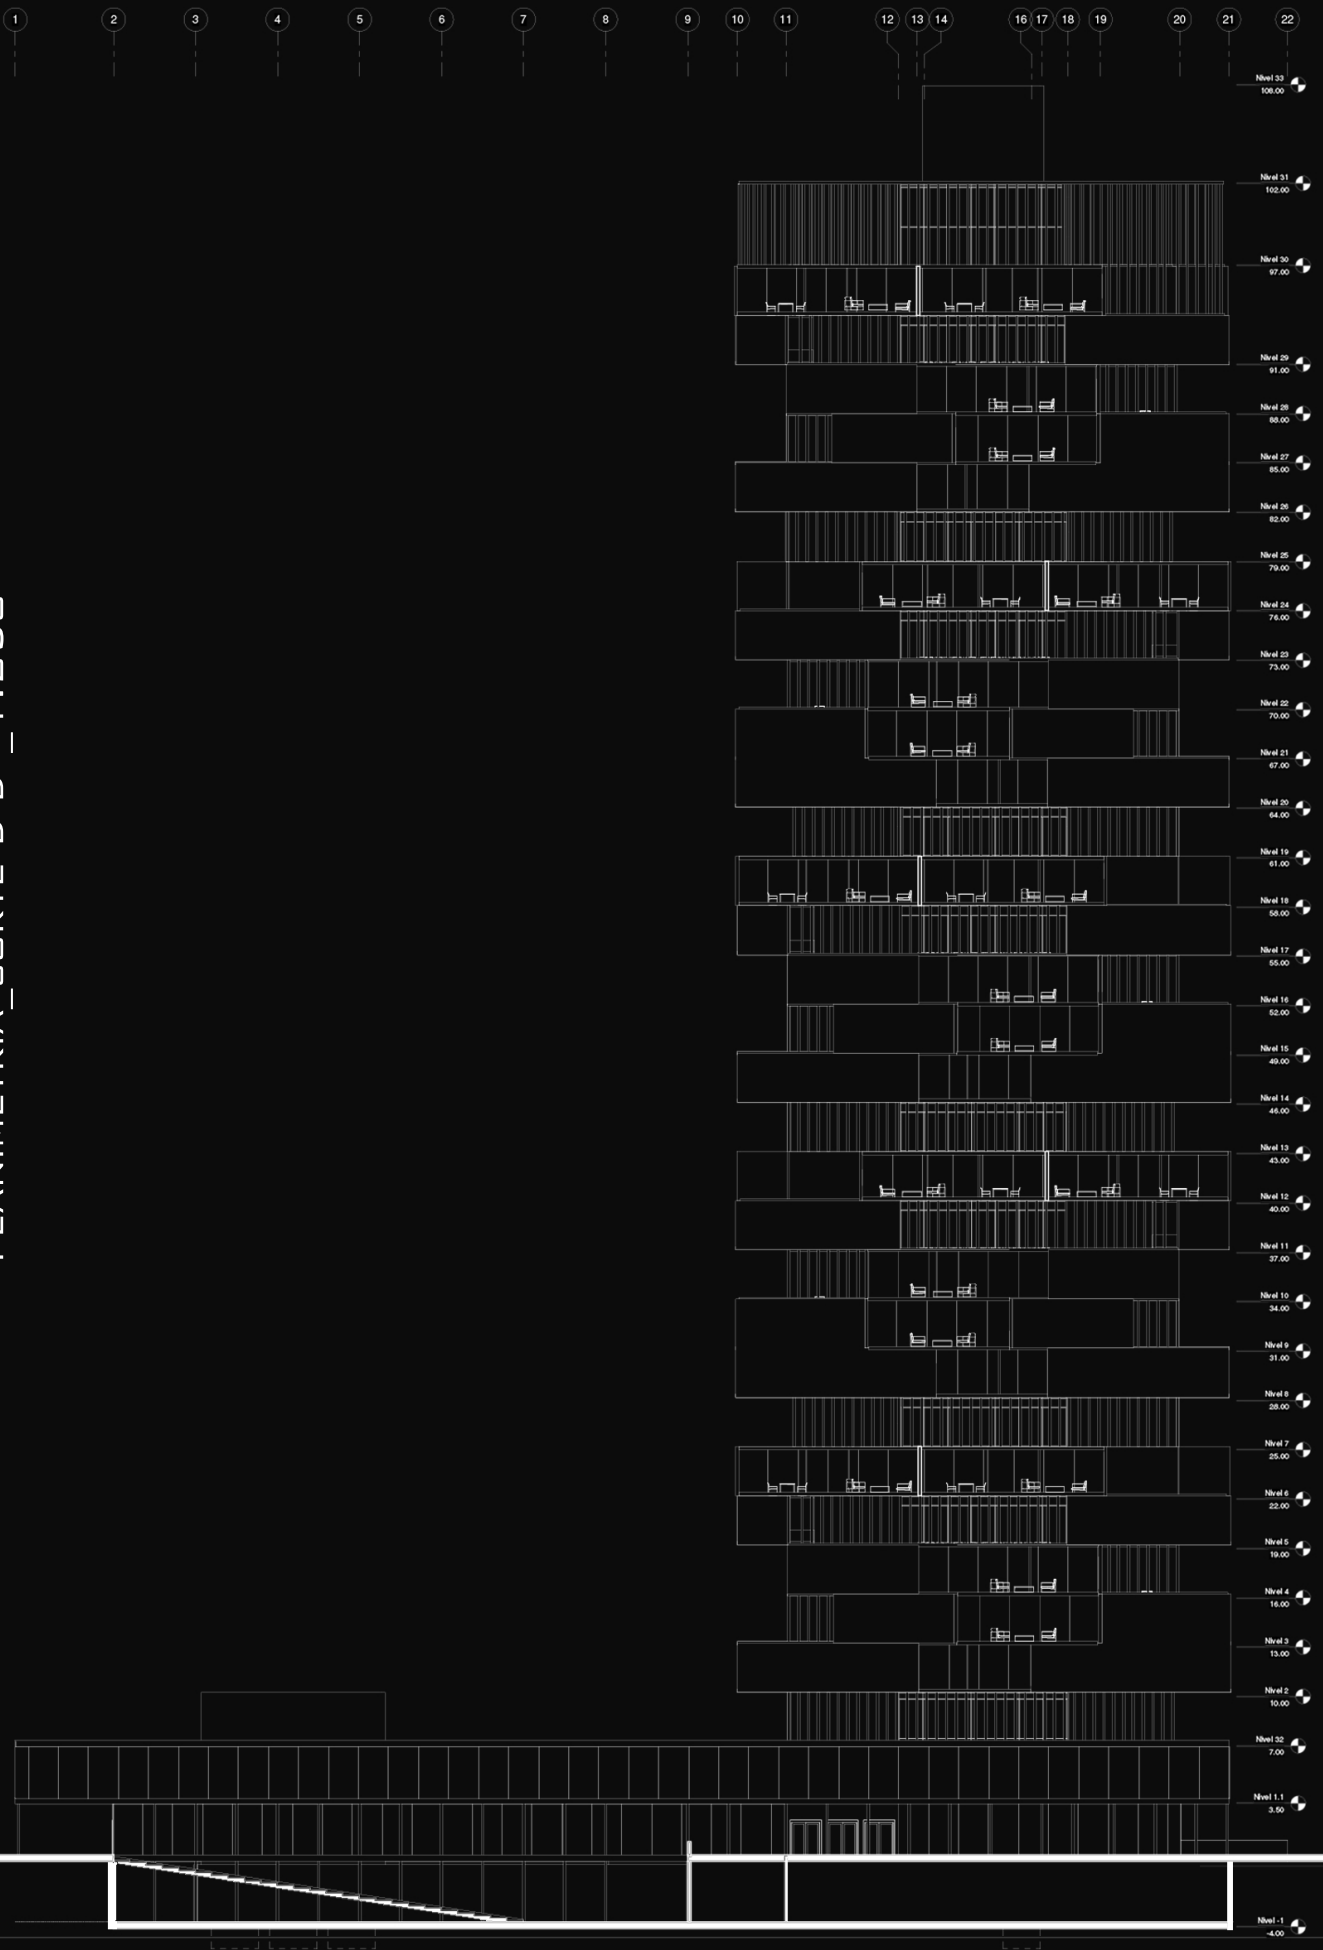 1 2 3 4 5 6 7 8 9 10 11 12 13 14 16 17 18 19 20 21 22
Nivel 33
108.00
Nivel 31
102.00
Nivel 30
97.00
Nivel 29
91.00
Nivel 28
88.00
Nivel 27
85.00
Nivel 26
82.00
Nivel 25
79.00
Nivel 24
76.00
Nivel 23
73.00
Nivel 22
70.00
Nivel 21
67.00
Nivel 20
64.00
Nivel 19
61.00
Nivel 18
58.00
Nivel 17
55.00
Nivel 16
52.00
Nivel 15
49.00
Nivel 14
46.00
Nivel 13
43.00
Nivel 12
40.00
Nivel 11
37.00
Nivel 10
34.00
Nivel 9
31.00
Nivel 8
28.00
Nivel 7
25.00
Nivel 6
22.00
Nivel 5
19.00
Nivel 4
16.00
Nivel 3
13.00
Nivel 2
10.00
Nivel 32
7.00
Nivel 1.1
3.50
Nivel -1
-4.00